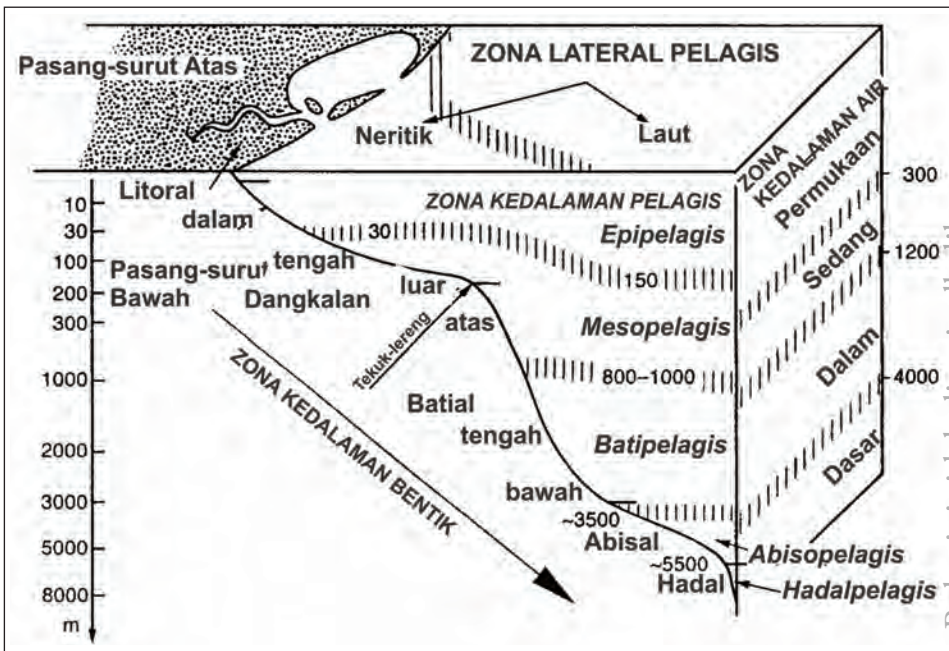 Pasang-surut Atas
ZONA LATERAL PELAGIS
Neritik
Laut
ZONA
KEDALAMAN AIR
Permukaan
Sedang
Dalam
Dasar
300
1200
4000
Litoral
dalam
tengah
luar
Pasang-surut
Bawah
Dangkalan
ZONA KEDALAMAN PELAGIS
30
Epipelagis
150
Mesopelagis
800–1000
Batipelagis
Tekuk-lereng
atas
Batial
tengah
bawah
~3500
Abisal
~5500
Hadal
Abisopelagis
Hadalpelagis
ZONA KEDALAMAN BENTIK
10
30
100
200
300
1000
2000
3000
5000
8000
m